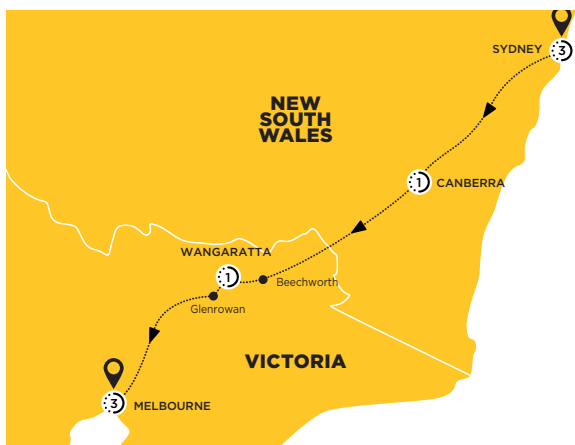 SYDNEY
3
NEW
SOUTH
WALES
1
CANBERRA
WANGARATTA
1
Beechworth
Glenrowan
VICTORIA
3
MELBOURNE